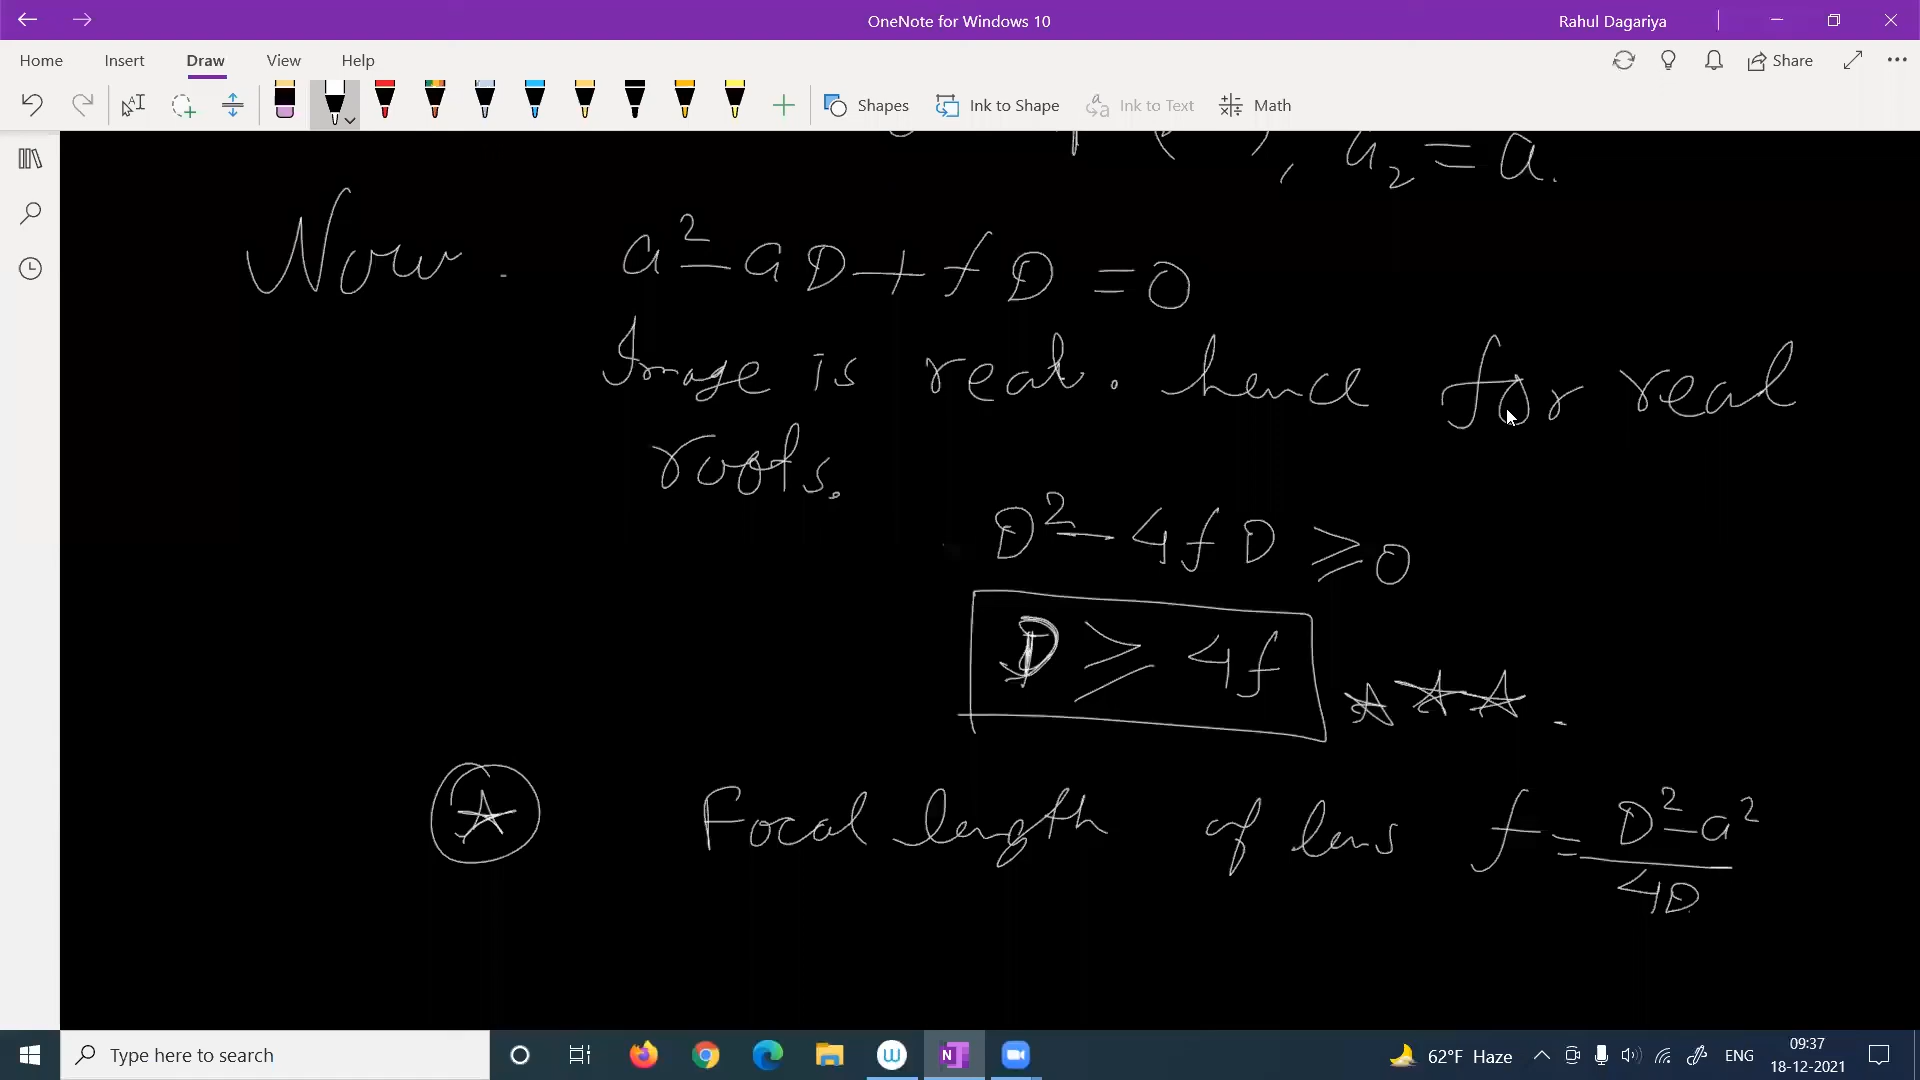 OneNote for Windows 10
Rahul Dagariya
Home Insert Draw View Help
Share
Shapes Ink to Shape Ink to Text Math
, a₂ = a.
Now. a² - aD + fD = 0
Image is real. hence for real
roots.
D² - 4fD ≥ 0
D ≥ 4f
Focal length of lens f = (D² - a²) / 4D
Type here to search
62°F Haze
ENG
09:37
18-12-2021